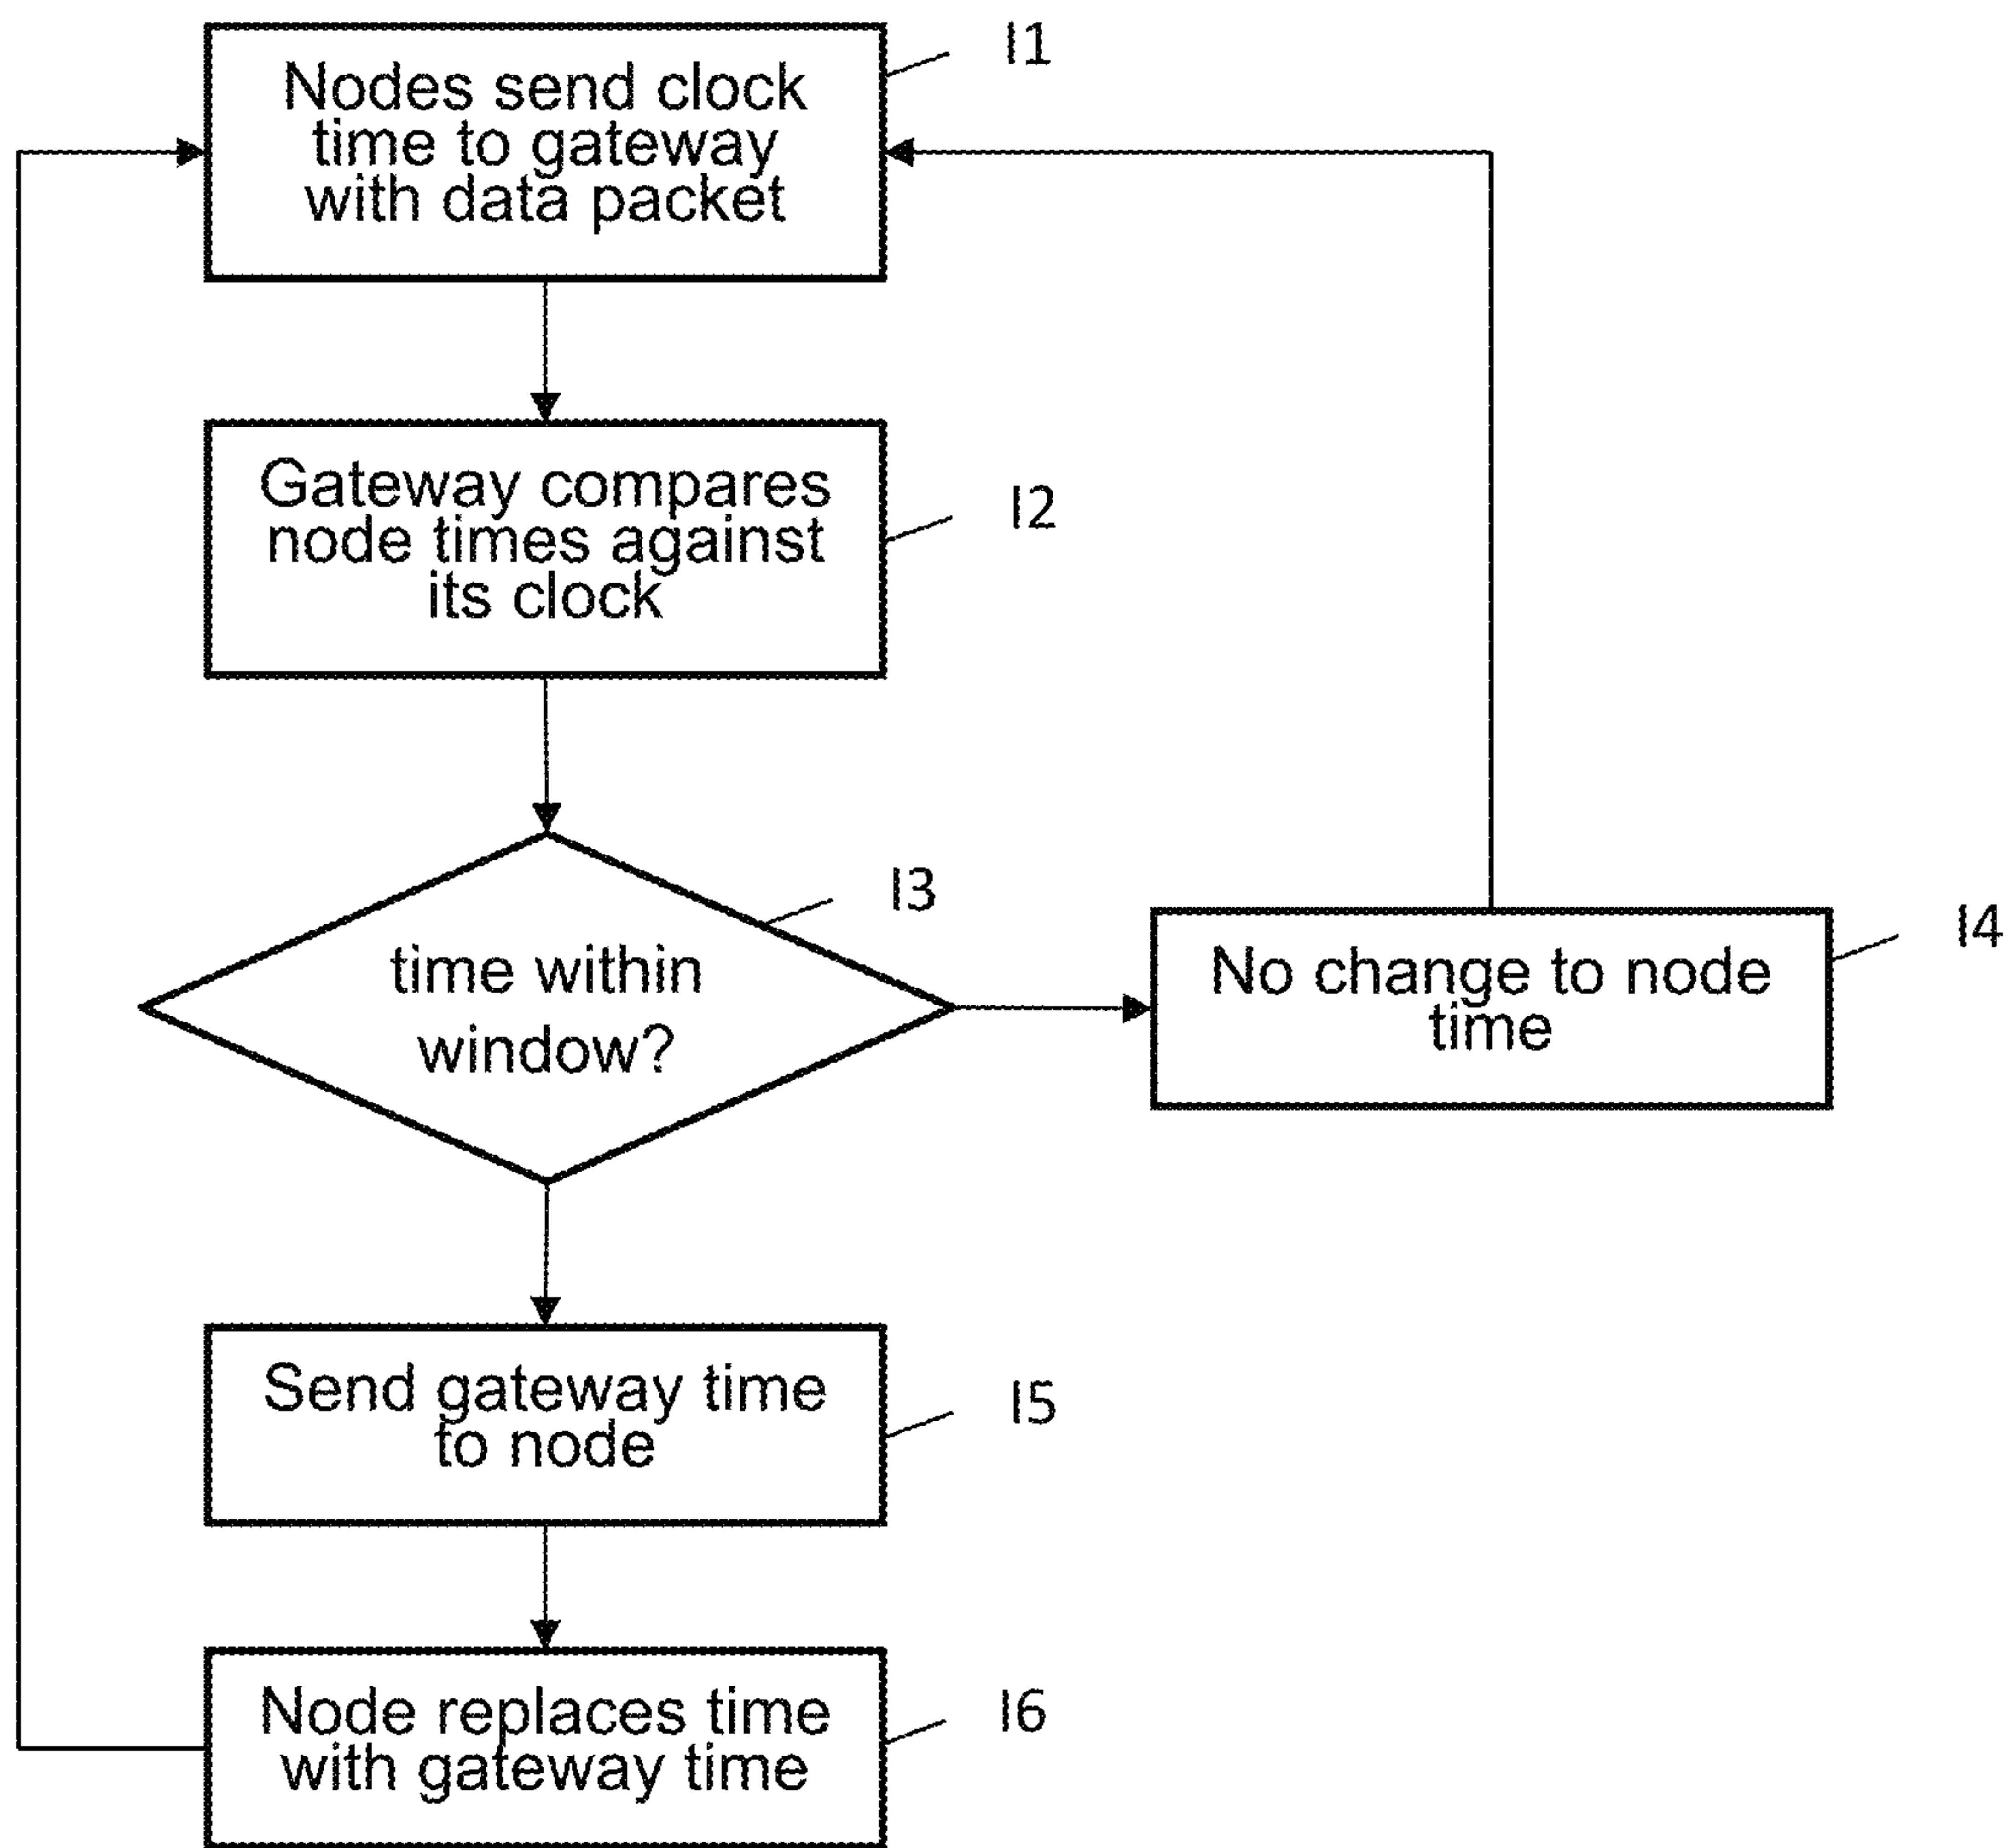 Nodes send clock
time to gateway
with data packet
I1
Gateway compares
node times against
its clock
I2
time within
window?
I3
No change to node
time
I4
Send gateway time
to node
I5
Node replaces time
with gateway time
I6